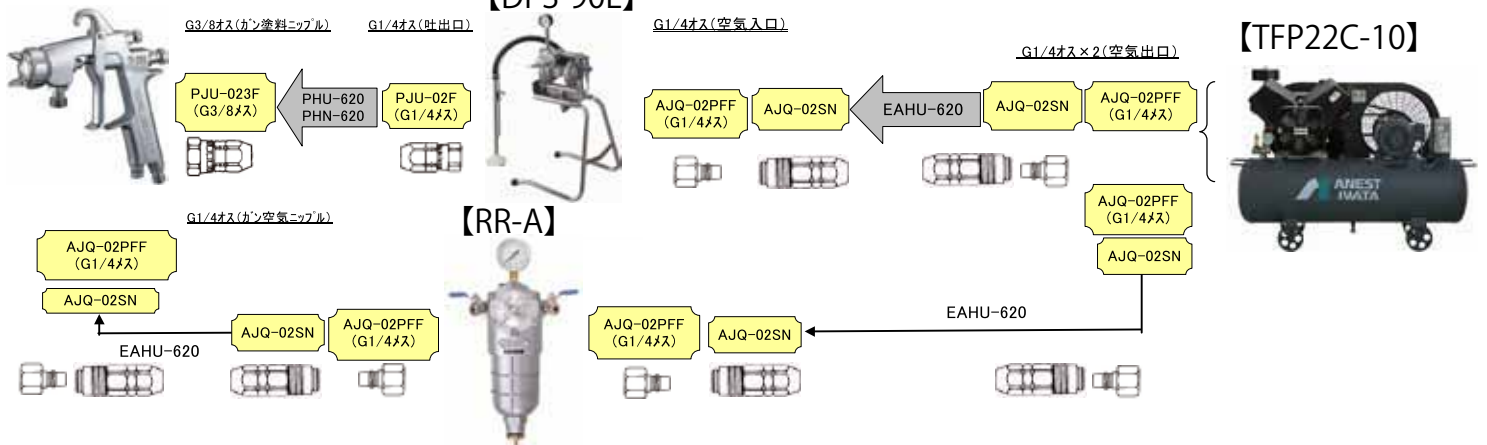 【DPS-90E】
G3/8オス(ガン塗料ニップル)
G1/4オス(吐出口)
G1/4オス(空気入口)
【TFP22C-10】
G1/4オス×2(空気出口)
PJU-023F
(G3/8メス)
PHU-620
PHN-620
PJU-02F
(G1/4メス)
AJQ-02PFF
(G1/4メス)
AJQ-02SN
EAHU-620
AJQ-02SN
AJQ-02PFF
(G1/4メス)
ANEST
IWATA
AJQ-02PFF
(G1/4メス)
AJQ-02SN
G1/4オス(ガン空気ニップル)
【RR-A】
AJQ-02PFF
(G1/4メス)
AJQ-02SN
EAHU-620
AJQ-02SN
AJQ-02PFF
(G1/4メス)
AJQ-02PFF
(G1/4メス)
AJQ-02SN
EAHU-620